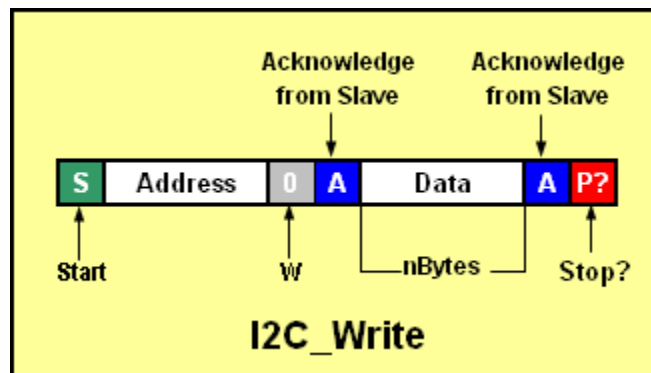 Acknowledge Acknowledge
from Slave from Slave
S Address 0 A Data A P?
Start W nBytes Stop?
I2C_Write